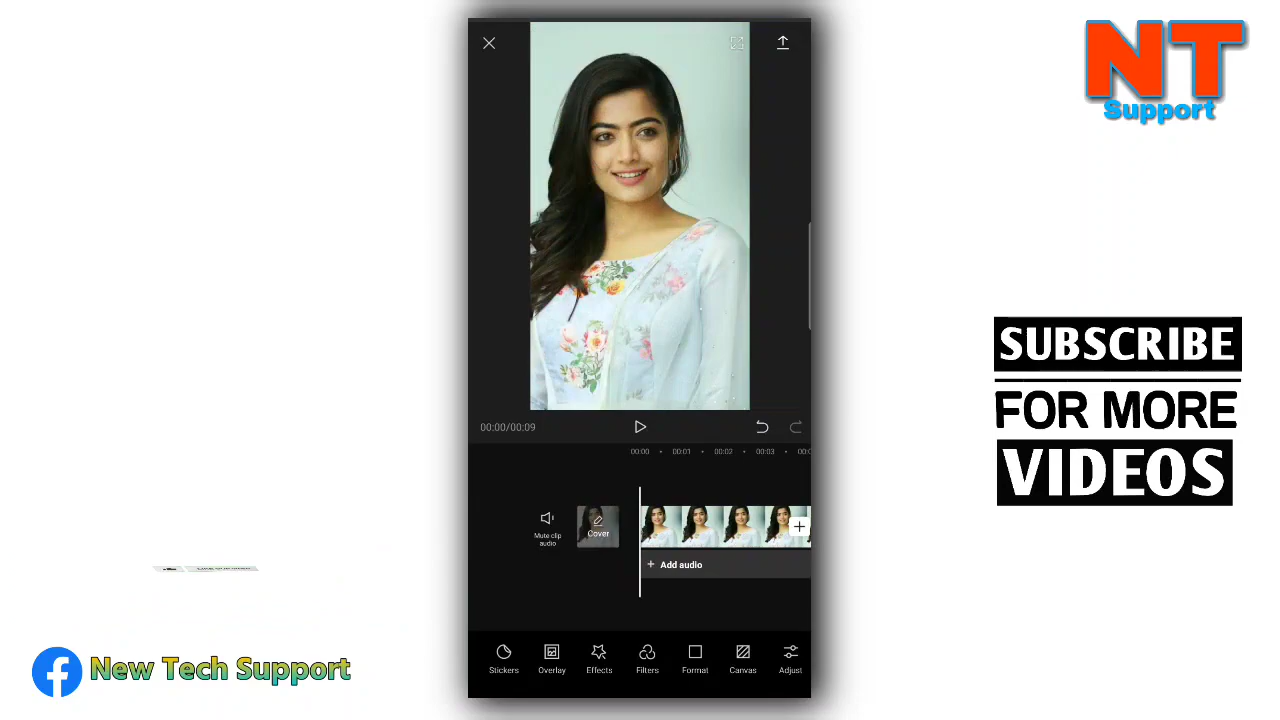 NT
Support
SUBSCRIBE
FOR MORE
VIDEOS
00:00/00:09
00:00 00:01 00:02 00:03
Mute clip
audio
Cover
+
+ Add audio
Stickers Overlay Effects Filters Format Canvas Adjust
New Tech Support